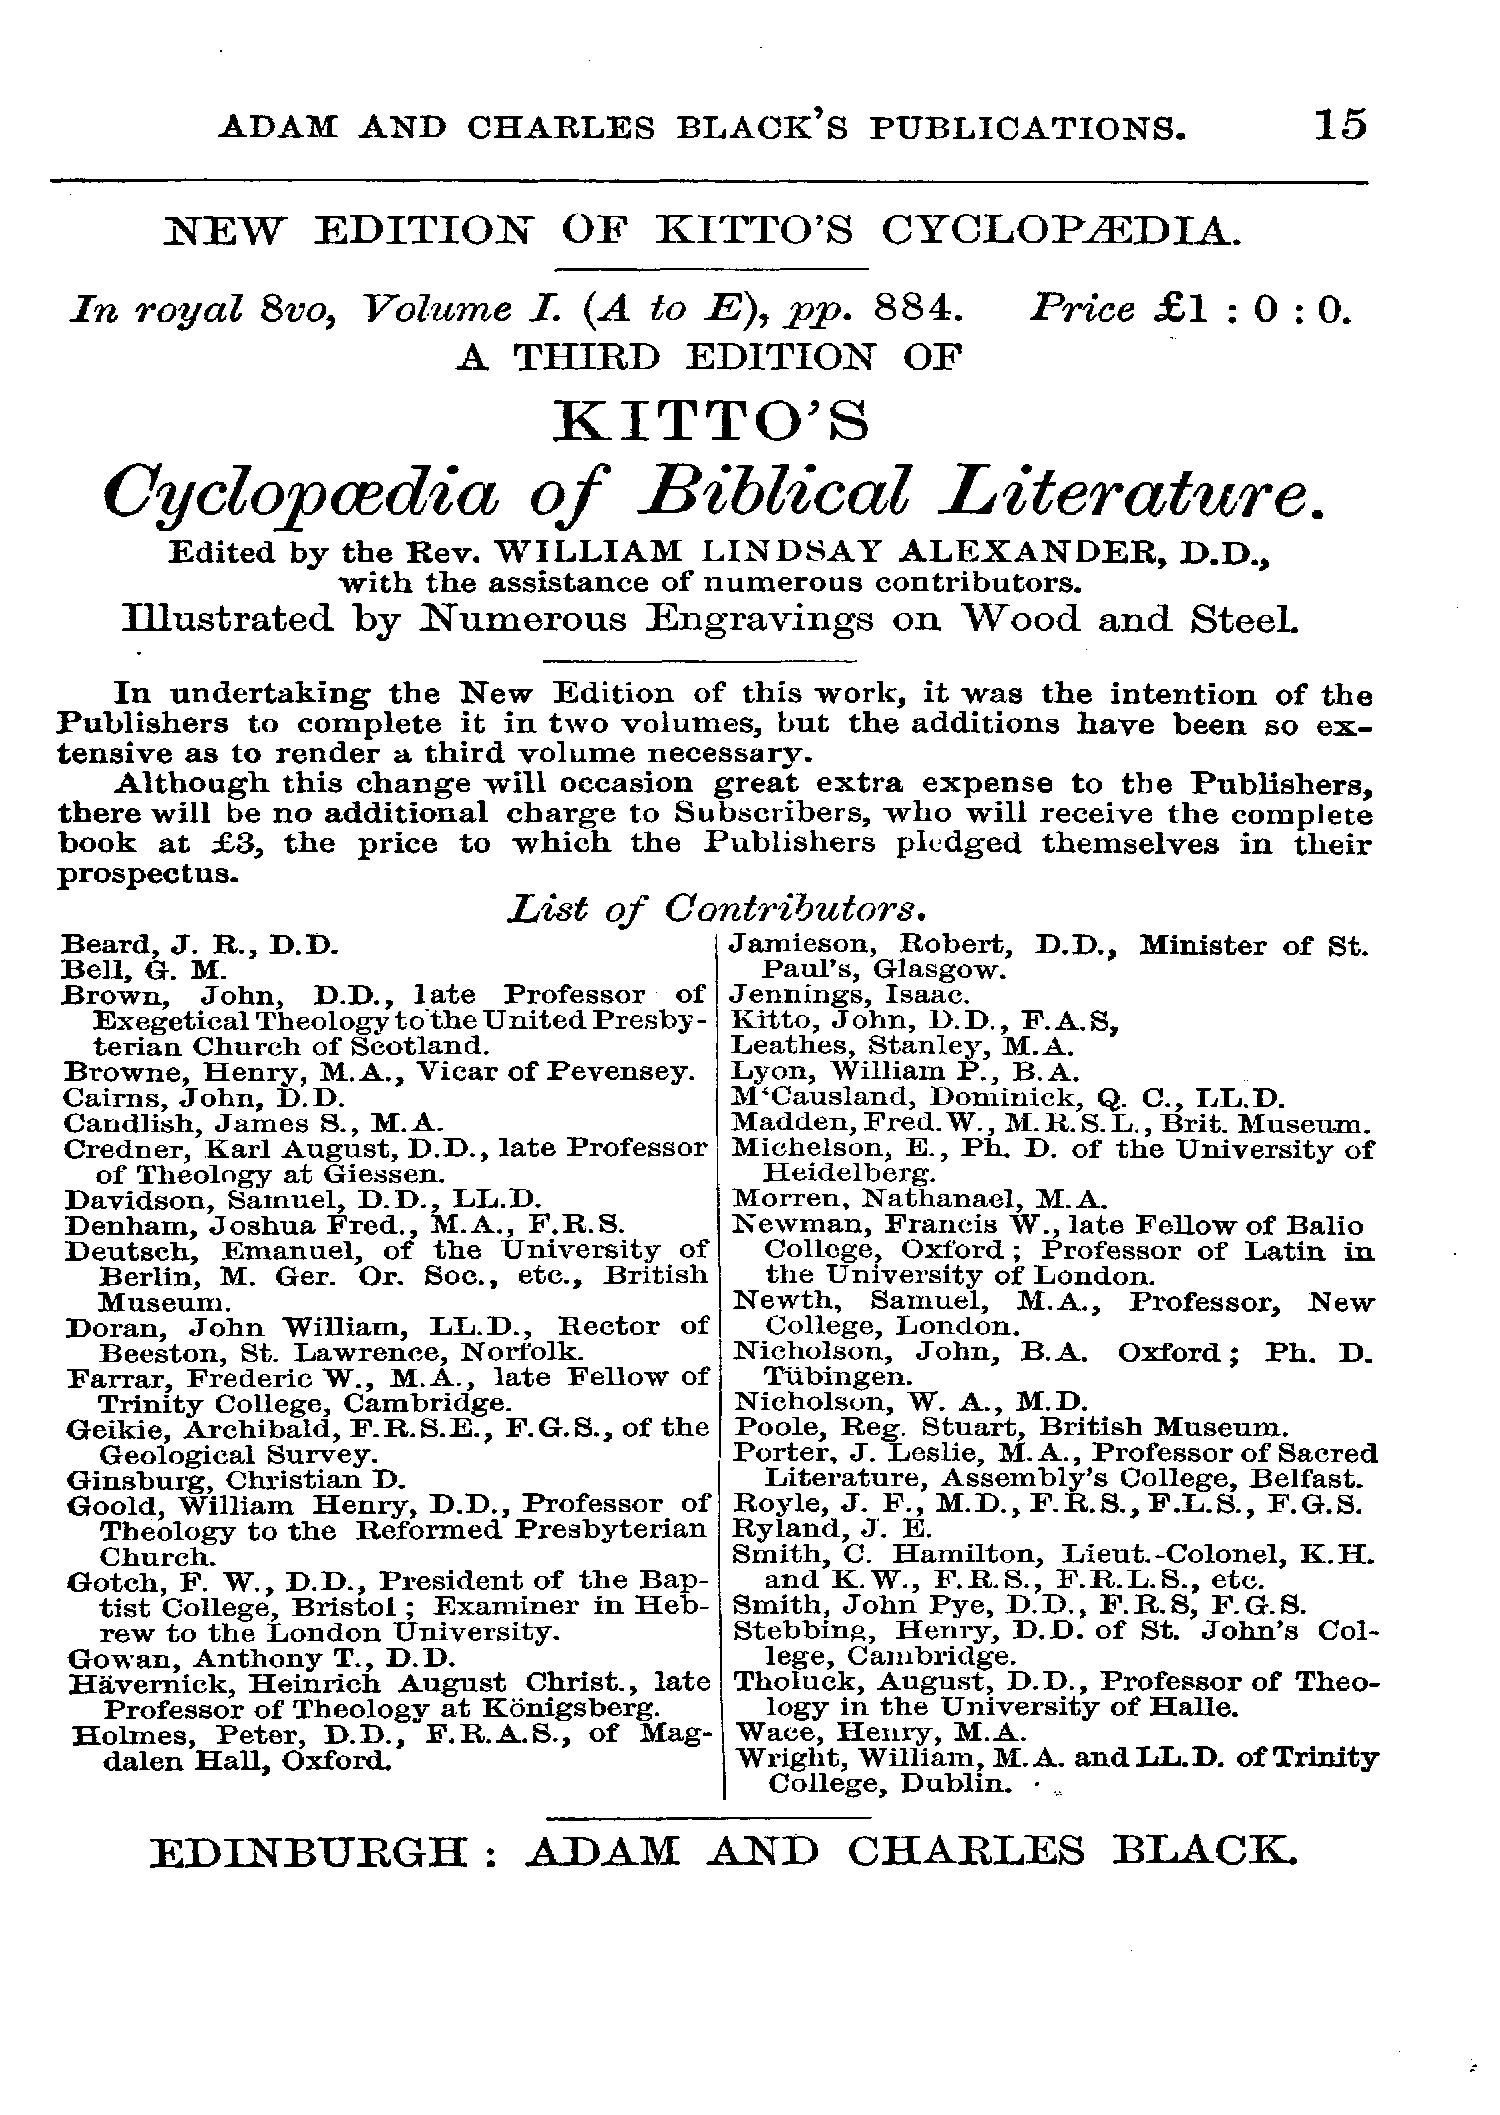 ADAM AND CHARLES BLACK'S PUBLICATIONS. 15
NEW EDITION OF KITTO'S CYCLOPÆDIA.
In royal 8vo, Volume I. (A to E), pp. 884. Price £1 : 0 : 0.
A THIRD EDITION OF
KITTO'S
Cyclopædia of Biblical Literature.
Edited by the Rev. WILLIAM LINDSAY ALEXANDER, D.D.,
with the assistance of numerous contributors.
Illustrated by Numerous Engravings on Wood and Steel.
In undertaking the New Edition of this work, it was the intention of the
Publishers to complete it in two volumes, but the additions have been so ex-
tensive as to render a third volume necessary.
Although this change will occasion great extra expense to the Publishers,
there will be no additional charge to Subscribers, who will receive the complete
book at £3, the price to which the Publishers pledged themselves in their
prospectus.
List of Contributors.
Beard, J. R., D.D.
Bell, G. M.
Brown, John, D.D., late Professor of
Exegetical Theology to the United Presby-
terian Church of Scotland.
Browne, Henry, M.A., Vicar of Pevensey.
Cairns, John, D.D.
Candlish, James S., M.A.
Credner, Karl August, D.D., late Professor
of Theology at Giessen.
Davidson, Samuel, D.D., LL.D.
Denham, Joshua Fred., M.A., F.R.S.
Deutsch, Emanuel, of the University of
Berlin, M. Ger. Or. Soc., etc., British
Museum.
Doran, John William, LL.D., Rector of
Beeston, St. Lawrence, Norfolk.
Farrar, Frederic W., M.A., late Fellow of
Trinity College, Cambridge.
Geikie, Archibald, F.R.S.E., F.G.S., of the
Geological Survey.
Ginsburg, Christian D.
Goold, William Henry, D.D., Professor of
Theology to the Reformed Presbyterian
Church.
Gotch, F. W., D.D., President of the Bap-
tist College, Bristol ; Examiner in Heb-
rew to the London University.
Gowan, Anthony T., D.D.
Hävernick, Heinrich August Christ., late
Professor of Theology at Königsberg.
Holmes, Peter, D.D., F.R.A.S., of Mag-
dalen Hall, Oxford.
Jamieson, Robert, D.D., Minister of St.
Paul's, Glasgow.
Jennings, Isaac.
Kitto, John, D.D., F.A.S,
Leathes, Stanley, M.A.
Lyon, William P., B.A.
M‘Causland, Dominick, Q. C., LL.D.
Madden, Fred. W., M.R.S.L., Brit. Museum.
Michelson, E., Ph. D. of the University of
Heidelberg.
Morren, Nathanael, M.A.
Newman, Francis W., late Fellow of Balio
College, Oxford ; Professor of Latin in
the University of London.
Newth, Samuel, M.A., Professor, New
College, London.
Nicholson, John, B.A. Oxford ; Ph. D.
Tübingen.
Nicholson, W. A., M.D.
Poole, Reg. Stuart, British Museum.
Porter, J. Leslie, M.A., Professor of Sacred
Literature, Assembly's College, Belfast.
Royle, J. F., M.D., F.R.S., F.L.S., F.G.S.
Ryland, J. E.
Smith, C. Hamilton, Lieut.-Colonel, K.H.
and K.W., F.R.S., F.R.L.S., etc.
Smith, John Pye, D.D., F.R.S, F.G.S.
Stebbing, Henry, D.D. of St. John's Col-
lege, Cambridge.
Tholuck, August, D.D., Professor of Theo-
logy in the University of Halle.
Wace, Henry, M.A.
Wright, William, M.A. and LL.D. of Trinity
College, Dublin.
EDINBURGH : ADAM AND CHARLES BLACK.